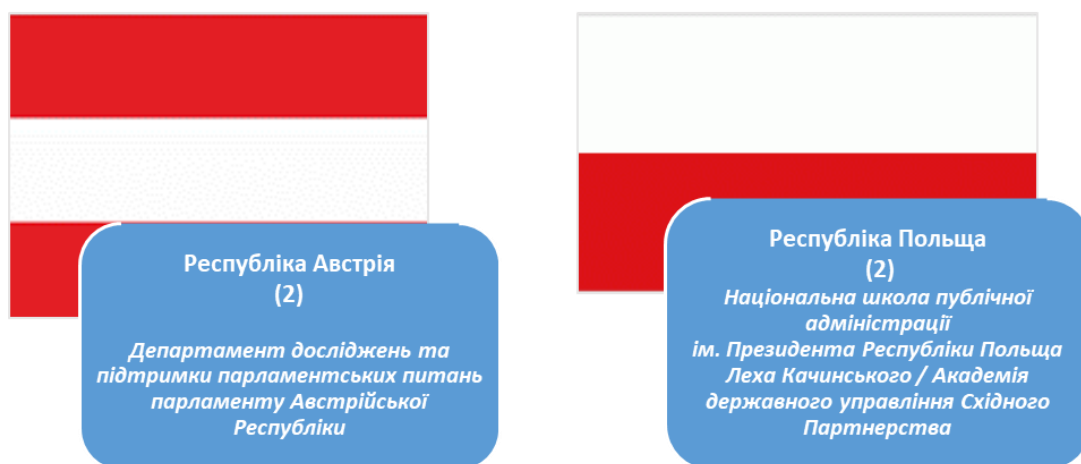 Республіка Австрія
(2)
Департамент досліджень та
підтримки парламентських питань
парламенту Австрійської
Республіки
Республіка Польща
(2)
Національна школа публічної
адміністрації
ім. Президента Республіки Польща
Леха Качинського / Академія
державного управління Східного
Партнерства